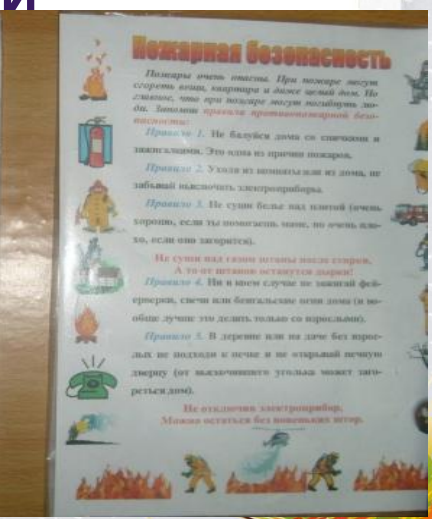 и
Пожарная безопасность
Пожары очень опасны. При пожаре могут
сгореть вещи, квартира и даже целый дом. Но
главное, что при пожаре могут погибнуть лю-
ди. Запомни правила противопожарной безо-
пасности:
Правило 1. Не балуйся дома со спичками и
зажигалками. Это одна из причин пожаров.
Правило 2. Уходя из комнаты или из дома, не
забывай выключать электроприборы.
Правило 3. Не суши белье над плитой (очень
хорошо, если ты помогаешь маме, но очень пло-
хо, если оно загорится).
Не суши над газом штаны после стирки,
А то от штанов останутся дырки!
Правило 4. Ни в коем случае не зажигай фей-
ерверки, свечи или бенгальские огни дома (и во-
обще лучше это делать только со взрослыми).
Правило 5. В деревне или на даче без взрос-
лых не подходи к печке и не открывай печную
дверцу (от выскочившего уголька может заго-
реться дом).
Не отключив электроприбор,
Можно остаться без новеньких штор.